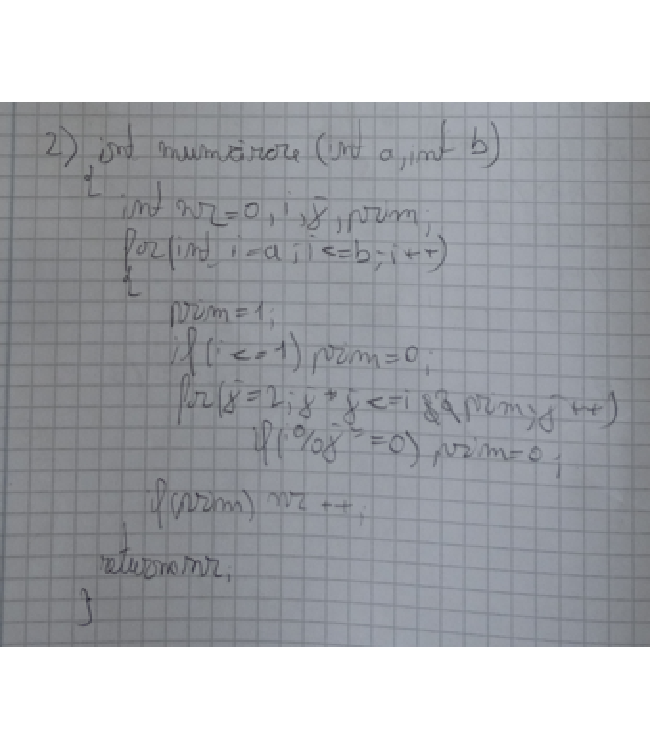 2) int numărare (int a, int b)
{
int nr=0, i, j, prim;
for(int i=a; i<=b; i++)
{
prim=1;
if(i<=1) prim=0;
for(j=2; j*j<=i && prim; j++)
if(i%j==0) prim=0;
if(prim) nr++;
}
return nr;
}